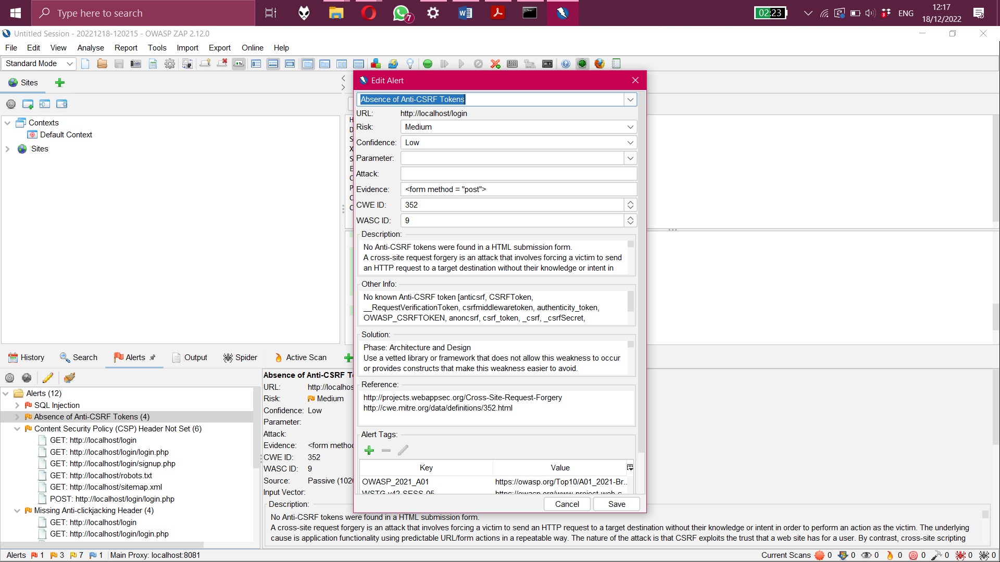 Type here to search
7
02:23
ENG
12:17
18/12/2022
Untitled Session - 20221218-120215 - OWASP ZAP 2.12.0
File Edit View Analyse Report Tools Import Export Online Help
Standard Mode
Sites
Contexts
Default Context
Sites
H
D
S
X
S
E
C
P
C
C
Edit Alert
Absence of Anti-CSRF Tokens
URL: http://localhost/login
Risk: Medium
Confidence: Low
Parameter:
Attack:
Evidence: <form method = "post">
CWE ID: 352
WASC ID: 9
Description:
No Anti-CSRF tokens were found in a HTML submission form.
A cross-site request forgery is an attack that involves forcing a victim to send
an HTTP request to a target destination without their knowledge or intent in
Other Info:
No known Anti-CSRF token [anticsrf, CSRFToken,
__RequestVerificationToken, csrfmiddlewaretoken, authenticity_token,
OWASP_CSRFTOKEN, anoncsrf, csrf_token, _csrf, _csrfSecret,
Solution:
Phase: Architecture and Design
Use a vetted library or framework that does not allow this weakness to occur
or provides constructs that make this weakness easier to avoid.
Reference:
http://projects.webappsec.org/Cross-Site-Request-Forgery
http://cwe.mitre.org/data/definitions/352.html
Alert Tags:
Key Value
OWASP_2021_A01 https://owasp.org/Top10/A01_2021-Br...
WSTG-v42-SESS-05 https://owasp.org/www-project-web-s...
Cancel Save
History Search Alerts Output Spider Active Scan
Alerts (12)
SQL Injection
Absence of Anti-CSRF Tokens (4)
Content Security Policy (CSP) Header Not Set (6)
GET: http://localhost/login
GET: http://localhost/login/login.php
GET: http://localhost/login/signup.php
GET: http://localhost/robots.txt
GET: http://localhost/sitemap.xml
POST: http://localhost/login/login.php
Missing Anti-clickjacking Header (4)
GET: http://localhost/login
GET: http://localhost/login/login.php
Absence of Anti-CSRF T
URL: http://localhos
Risk: Medium
Confidence: Low
Parameter:
Attack:
Evidence: <form method
CWE ID: 352
WASC ID: 9
Source: Passive (102
Input Vector:
Description:
No Anti-CSRF tokens were found in a HTML submission form.
A cross-site request forgery is an attack that involves forcing a victim to send an HTTP request to a target destination without their knowledge or intent in order to perform an action as the victim. The underlying
cause is application functionality using predictable URL/form actions in a repeatable way. The nature of the attack is that CSRF exploits the trust that a web site has for a user. By contrast, cross-site scripting
Alerts 1 3 7 1 Main Proxy: localhost:8081
Current Scans 0 0 0 0 0 0 0 0